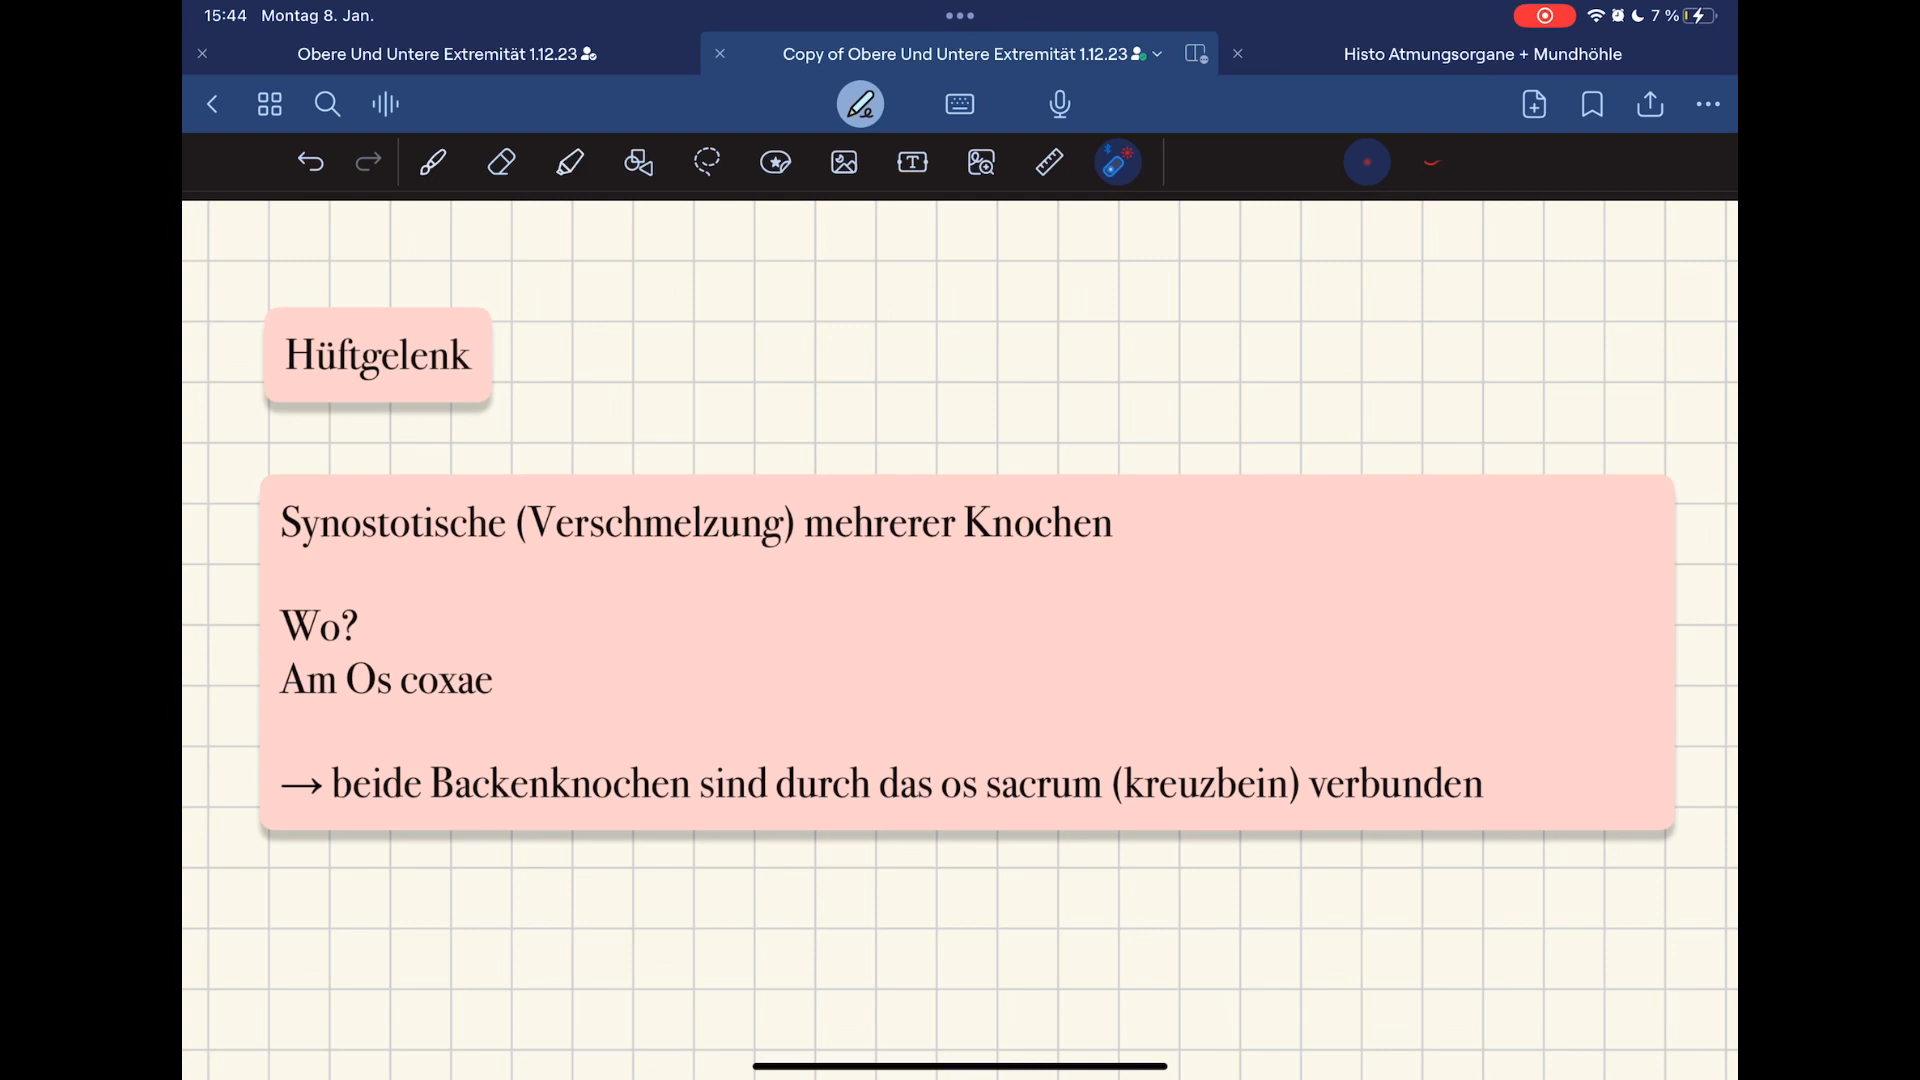 15:44 Montag 8. Jan.
7 %
Obere Und Untere Extremität 1.12.23
Copy of Obere Und Untere Extremität 1.12.23
Histo Atmungsorgane + Mundhöhle
Hüftgelenk
Synostotische (Verschmelzung) mehrerer Knochen
Wo?
Am Os coxae
→ beide Backenknochen sind durch das os sacrum (kreuzbein) verbunden